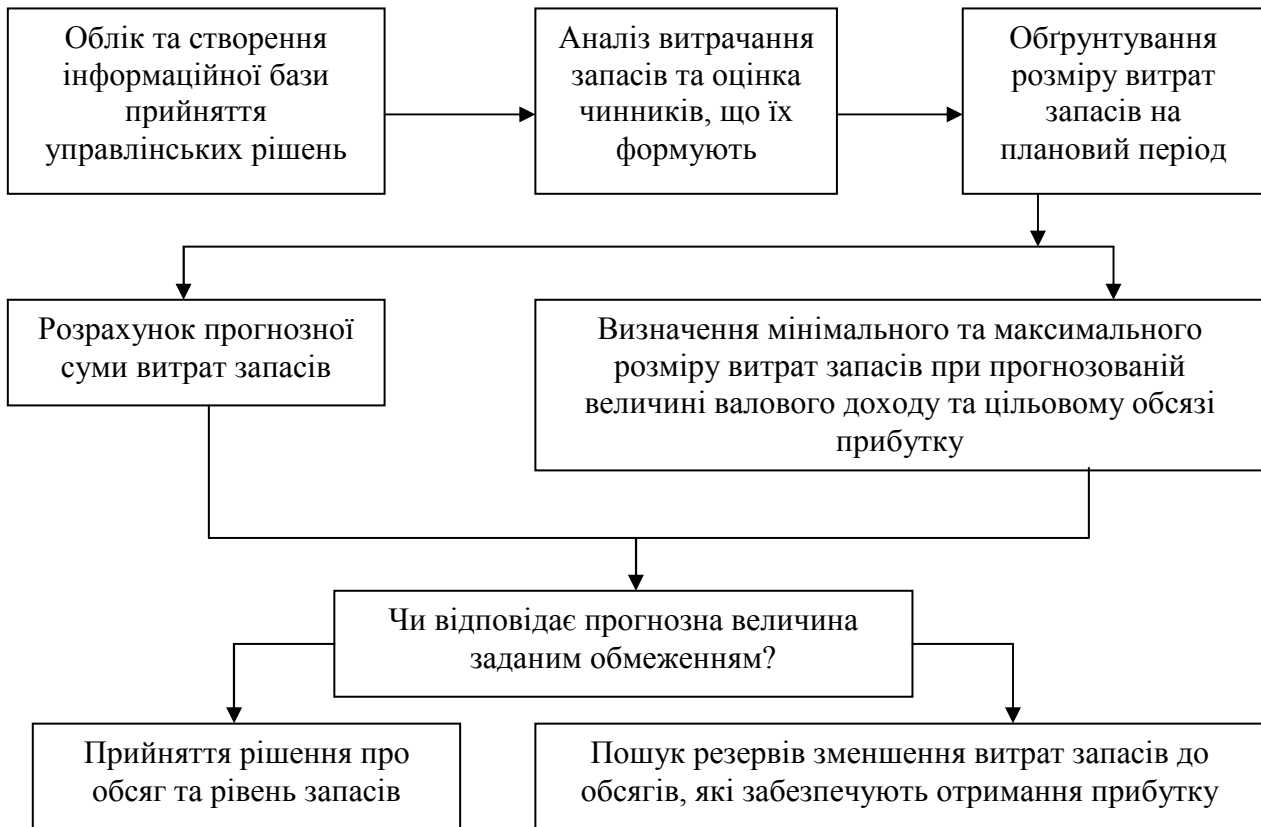 Облік та створення
інформаційної бази
прийняття
управлінських рішень
Аналіз витрачання
запасів та оцінка
чинників, що їх
формують
Обґрунтування
розміру витрат
запасів на
плановий період
Розрахунок прогнозної
суми витрат запасів
Визначення мінімального та максимального
розміру витрат запасів при прогнозованій
величині валового доходу та цільовому обсязі
прибутку
Чи відповідає прогнозна величина
заданим обмеженням?
Прийняття рішення про
обсяг та рівень запасів
Пошук резервів зменшення витрат запасів до
обсягів, які забезпечують отримання прибутку